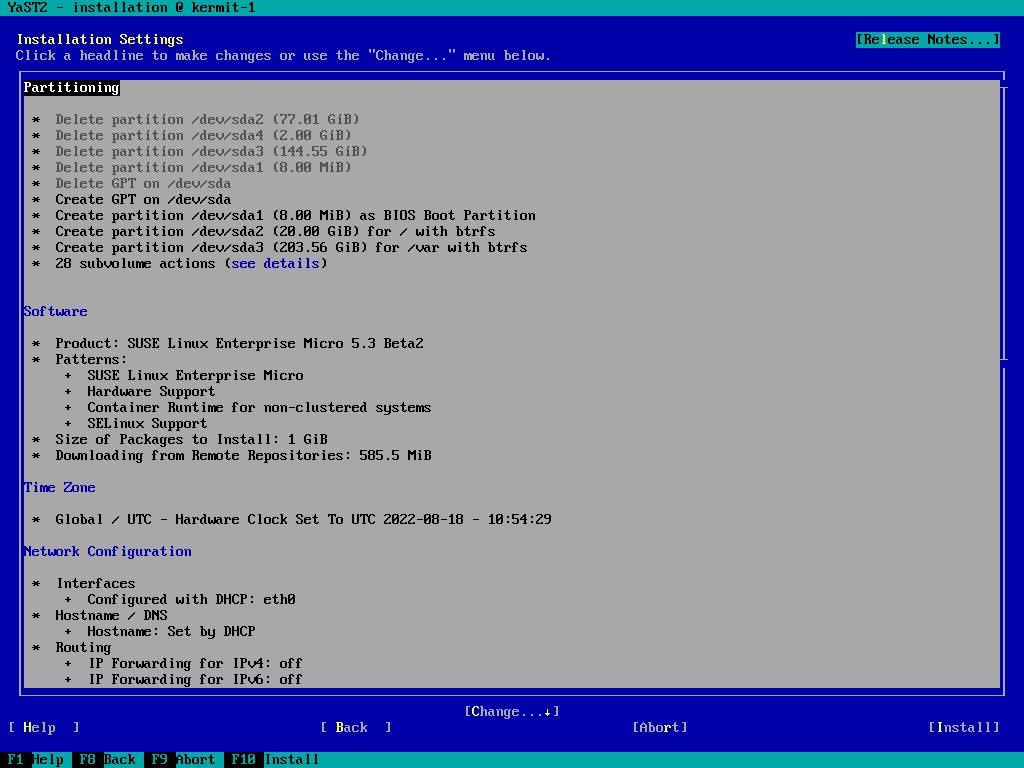 YaST2 - installation @ kermit-1
Installation Settings [Release Notes...]
Click a headline to make changes or use the "Change..." menu below.
Partitioning
* Delete partition /dev/sda2 (77.01 GiB)
* Delete partition /dev/sda4 (2.00 GiB)
* Delete partition /dev/sda3 (144.55 GiB)
* Delete partition /dev/sda1 (8.00 MiB)
* Delete GPT on /dev/sda
* Create GPT on /dev/sda
* Create partition /dev/sda1 (8.00 MiB) as BIOS Boot Partition
* Create partition /dev/sda2 (20.00 GiB) for / with btrfs
* Create partition /dev/sda3 (203.56 GiB) for /var with btrfs
* 28 subvolume actions (see details)
Software
* Product: SUSE Linux Enterprise Micro 5.3 Beta2
* Patterns:
+ SUSE Linux Enterprise Micro
+ Hardware Support
+ Container Runtime for non-clustered systems
+ SELinux Support
* Size of Packages to Install: 1 GiB
* Downloading from Remote Repositories: 585.5 MiB
Time Zone
* Global / UTC - Hardware Clock Set To UTC 2022-08-18 - 10:54:29
Network Configuration
* Interfaces
+ Configured with DHCP: eth0
* Hostname / DNS
+ Hostname: Set by DHCP
* Routing
+ IP Forwarding for IPv4: off
+ IP Forwarding for IPv6: off
[Change...↓]
[ Help ] [ Back ] [Abort] [Install]
F1 Help F8 Back F9 Abort F10 Install